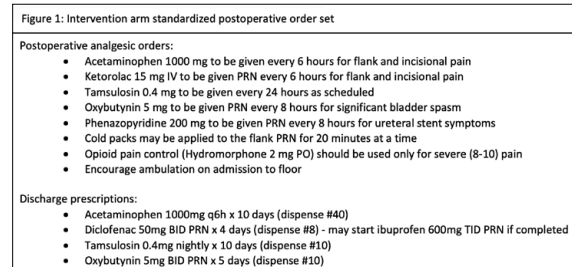 Figure 1: Intervention arm standardized postoperative order set
Postoperative analgesic orders:
• Acetaminophen 1000 mg to be given every 6 hours for flank and incisional pain
• Ketorolac 15 mg IV to be given PRN every 6 hours for flank and incisional pain
• Tamsulosin 0.4 mg to be given every 24 hours as scheduled
• Oxybutynin 5 mg to be given PRN every 8 hours for significant bladder spasm
• Phenazopyridine 200 mg to be given PRN every 8 hours for ureteral stent symptoms
• Cold packs may be applied to the flank PRN for 20 minutes at a time
• Opioid pain control (Hydromorphone 2 mg PO) should be used only for severe (8-10) pain
• Encourage ambulation on admission to floor
Discharge prescriptions:
• Acetaminophen 1000mg q6h x 10 days (dispense #40)
• Diclofenac 50mg BID PRN x 4 days (dispense #8) - may start ibuprofen 600mg TID PRN if completed
• Tamsulosin 0.4mg nightly x 10 days (dispense #10)
• Oxybutynin 5mg BID PRN x 5 days (dispense #10)